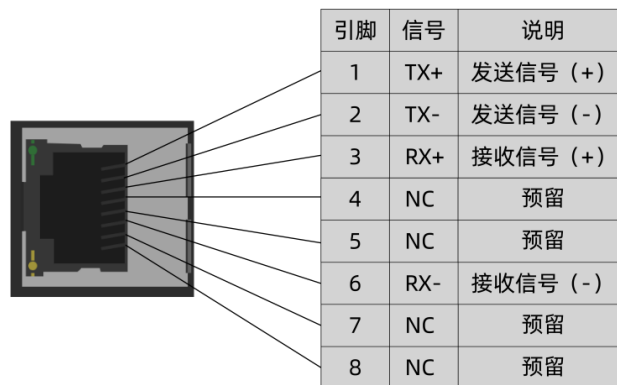 引脚 信号 说明
1 TX+ 发送信号（+）
2 TX- 发送信号（-）
3 RX+ 接收信号（+）
4 NC 预留
5 NC 预留
6 RX- 接收信号（-）
7 NC 预留
8 NC 预留